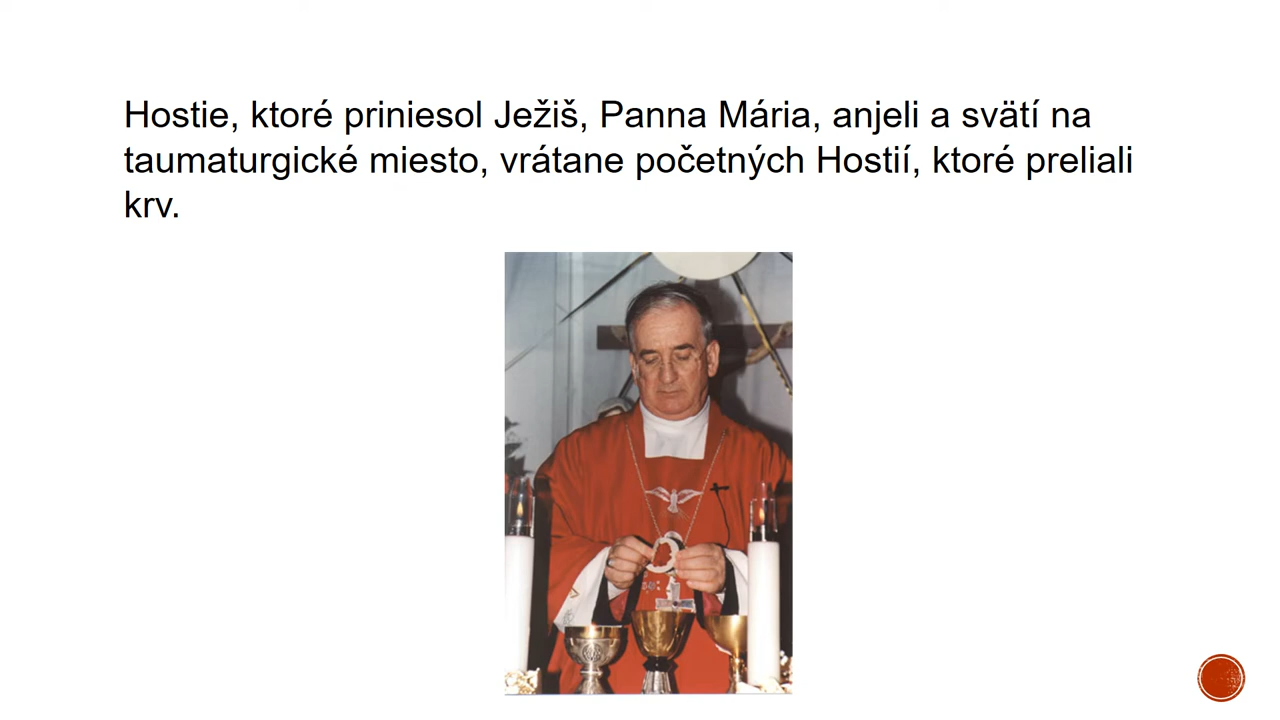 Hostie, ktoré priniesol Ježiš, Panna Mária, anjeli a svätí na
taumaturgické miesto, vrátane početných Hostií, ktoré preliali
krv.